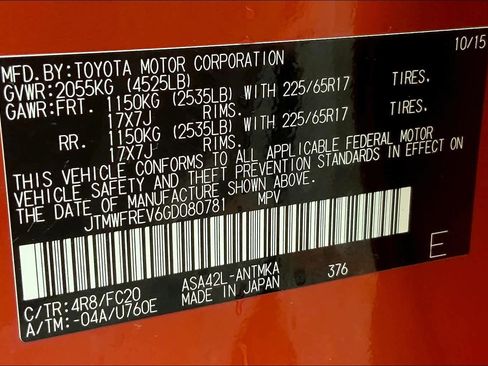 MFD.BY:TOYOTA MOTOR CORPORATION 10/15
GVWR:2055KG (4525LB)
GAWR:FRT. 1150KG (2535LB) WITH 225/65R17 TIRES.
17X7J RIMS.
RR. 1150KG (2535LB) WITH 225/65R17 TIRES.
17X7J RIMS.
THIS VEHICLE CONFORMS TO ALL APPLICABLE FEDERAL MOTOR
VEHICLE SAFETY AND THEFT PREVENTION STANDARDS IN EFFECT ON
THE DATE OF MANUFACTURE SHOWN ABOVE.
JTMWFREV6GD080781 MPV
E
C/TR:4R8/FC20 ASA42L-ANTMKA 376
A/TM:-04A/U760E MADE IN JAPAN